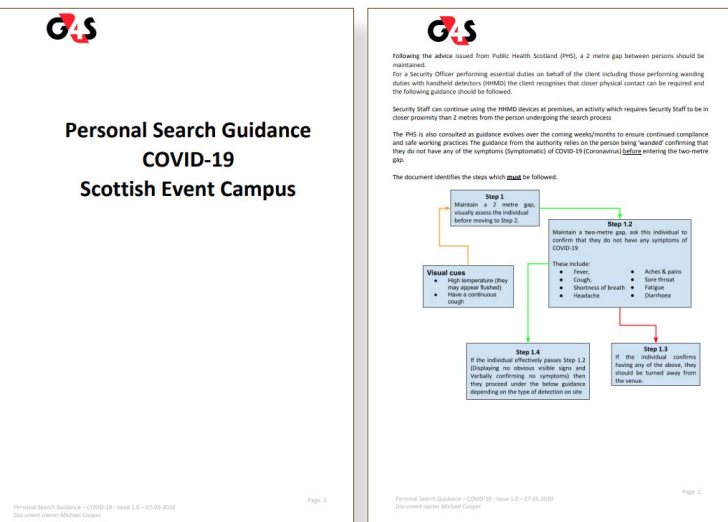 G4S
Personal Search Guidance
COVID-19
Scottish Event Campus
Page 1
Personal Search Guidance – COVID-19 - Issue 1.0 – 07-05-2020
Document owner Michael Cooper
G4S
Following the advice issued from Public Health Scotland (PHS), a 2 metre gap between persons should be
maintained.
For a Security Officer performing essential duties on behalf of the client including those performing wanding
duties with handheld detectors (HHMD) the client recognises that closer physical contact can be required and
the following guidance should be followed.
Security Staff can continue using the HHMD devices at premises, an activity which requires Security Staff to be in
closer proximity than 2 metres from the person undergoing the search process
The PHS is also consulted as guidance evolves over the coming weeks/months to ensure continued compliance
and safe working practices The guidance from the authority relies on the person being 'wanded' confirming that
they do not have any of the symptoms (Symptomatic) of COVID-19 (Coronavirus) before entering the two-metre
gap.
The document identifies the steps which must be followed.
Step 1
Maintain a 2 metre gap,
visually assess the individual
before moving to Step 2.
Step 1.2
Maintain a two-metre gap, ask this individual to
confirm that they do not have any symptoms of
COVID-19
These include:
• Fever,
• Cough,
• Shortness of breath
• Headache
• Aches & pains
• Sore throat
• Fatigue
• Diarrhoea
Visual cues
• High temperature (they
may appear flushed)
• Have a continuous
cough
Step 1.4
If the individual effectively passes Step 1.2
(Displaying no obvious visible signs and
Verbally confirming no symptoms) then
they proceed under the below guidance
depending on the type of detection on site
Step 1.3
If the individual confirms
having any of the above, they
should be turned away from
the venue.
Page 2
Personal Search Guidance – COVID-19 - Issue 1.0 – 07-05-2020
Document owner Michael Cooper